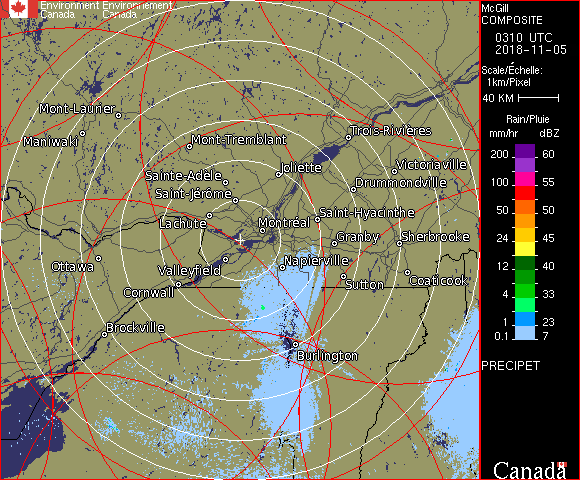 Environment Environnement
Canada Canada
McGill
COMPOSITE
0310 UTC
2018-11-05
Scale/Échelle:
1km/Pixel
40 KM
Rain/Pluie
mm/hr dBZ
200 60
100 55
50 50
24 45
12 40
4 33
1 23
0.1 7
PRECIPET
Canada
Mont-Laurier
Maniwaki
Mont-Tremblant
Trois-Rivières
Sainte-Adèle
Joliette
Victoriaville
Saint-Jérôme
Drummondville
Lachute
Montréal
Saint-Hyacinthe
Granby
Sherbrooke
Ottawa
Valleyfield
Napierville
Cornwall
Sutton
Coaticook
Brockville
Burlington